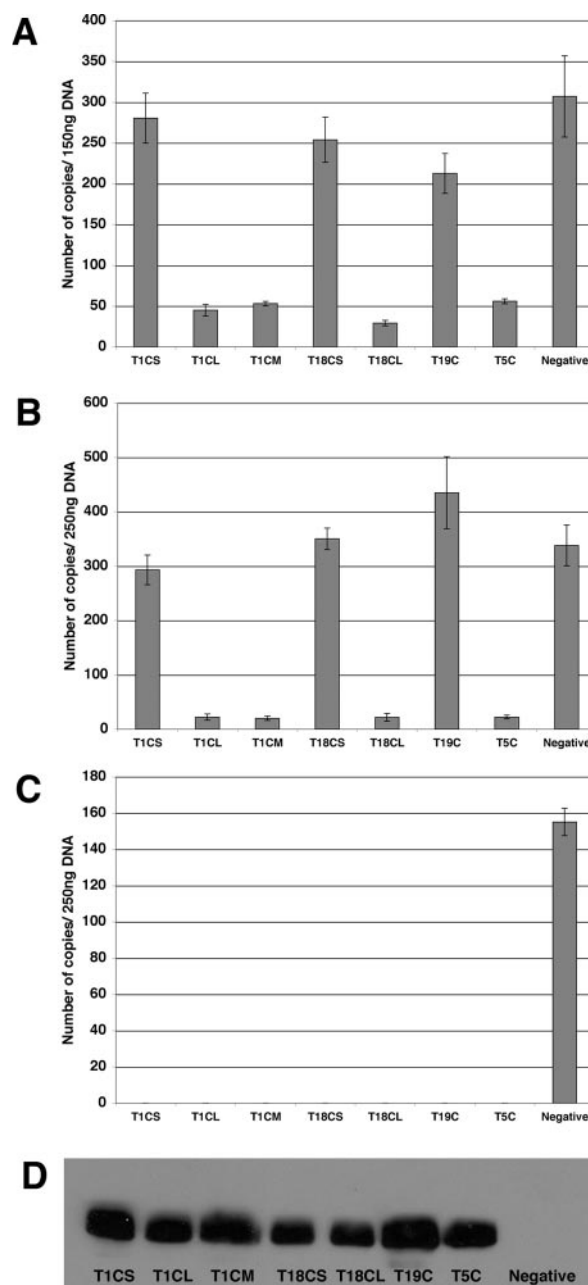 A
Number of copies/ 150ng DNA
400
350
300
250
200
150
100
50
0
T1CS T1CL T1CM T18CS T18CL T19C T5C Negative
B
Number of copies/ 250ng DNA
600
500
400
300
200
100
0
T1CS T1CL T1CM T18CS T18CL T19C T5C Negative
C
Number of copies/ 250ng DNA
180
160
140
120
100
80
60
40
20
0
T1CS T1CL T1CM T18CS T18CL T19C T5C Negative
D
T1CS T1CL T1CM T18CS T18CL T19C T5C Negative